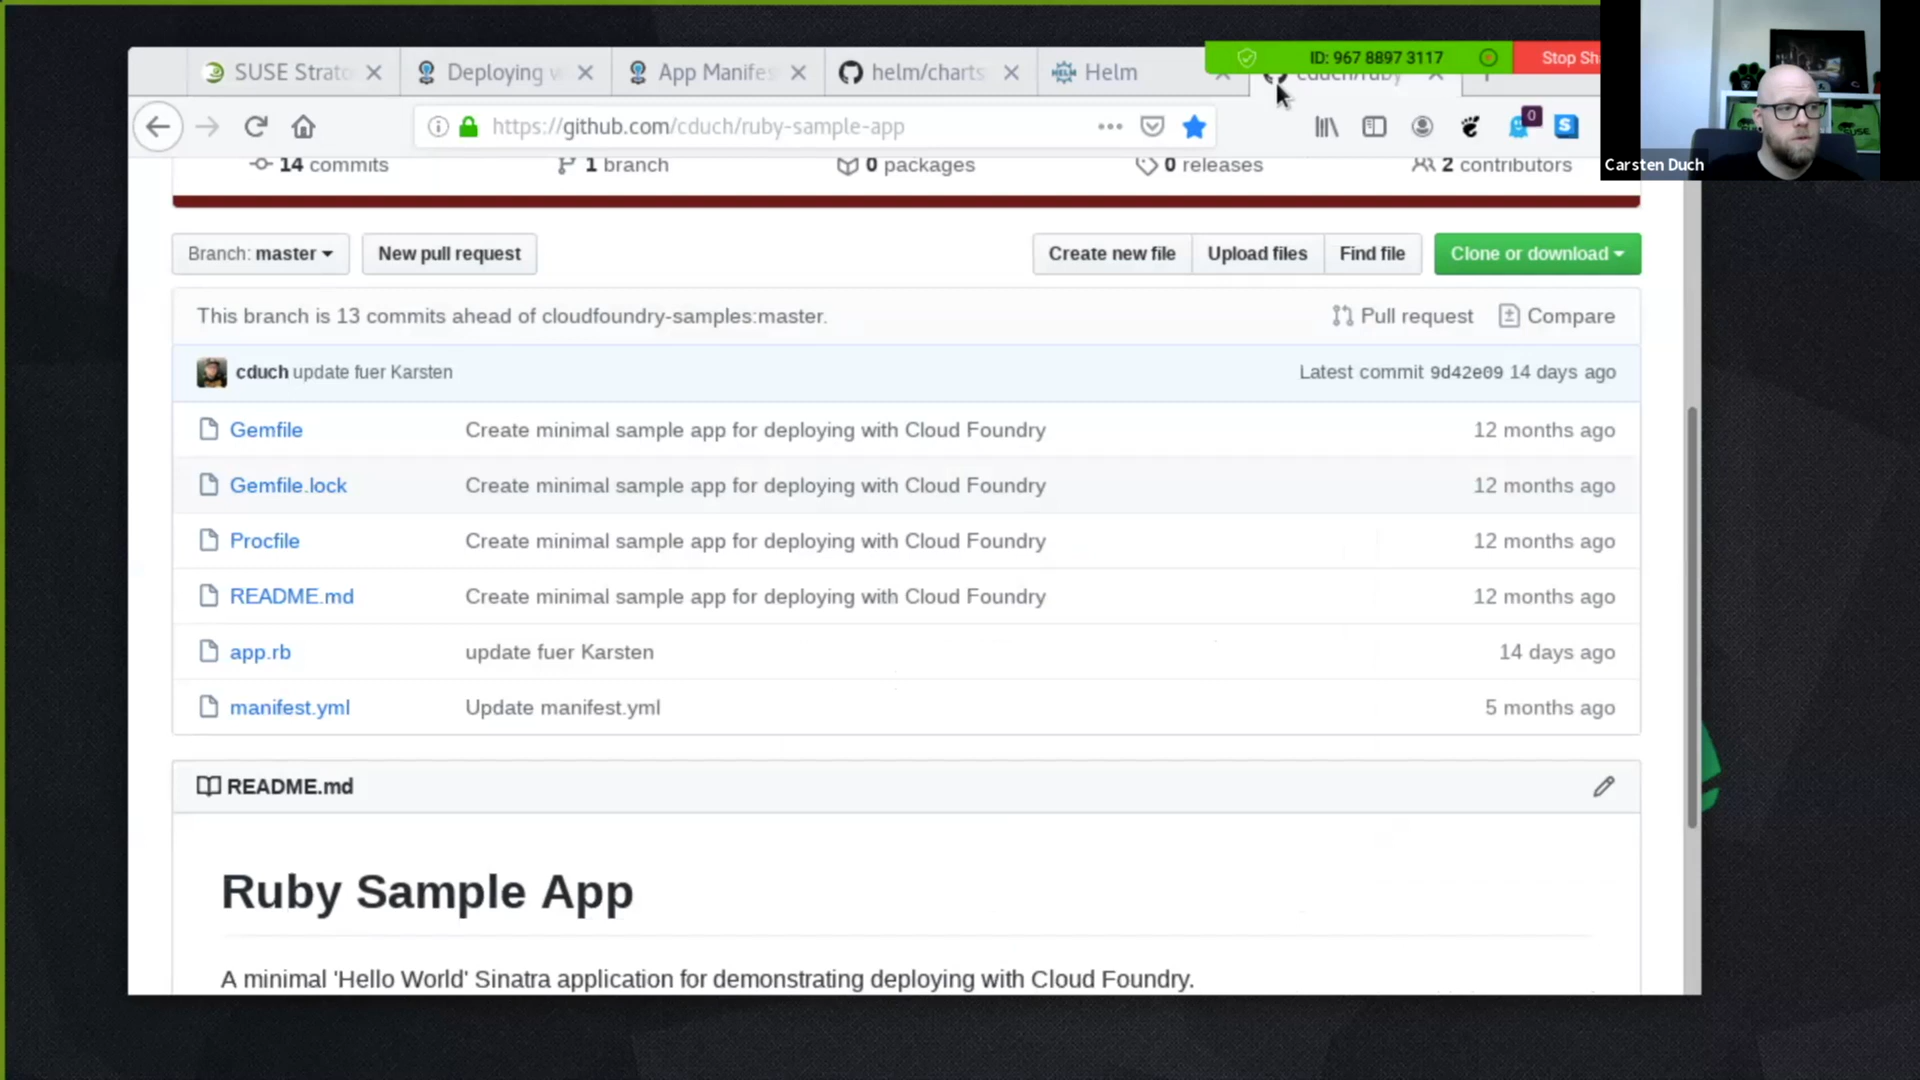 SUSE Strato
Deploying w
App Manifes
helm/charts
Helm
cduch/ruby
ID: 967 8897 3117
Stop Sh
https://github.com/cduch/ruby-sample-app
0
S
Carsten Duch
14 commits
1 branch
0 packages
0 releases
2 contributors
Branch: master
New pull request
Create new file
Upload files
Find file
Clone or download
This branch is 13 commits ahead of cloudfoundry-samples:master.
Pull request
Compare
cduch update fuer Karsten
Latest commit 9d42e09 14 days ago
Gemfile
Create minimal sample app for deploying with Cloud Foundry
12 months ago
Gemfile.lock
Create minimal sample app for deploying with Cloud Foundry
12 months ago
Procfile
Create minimal sample app for deploying with Cloud Foundry
12 months ago
README.md
Create minimal sample app for deploying with Cloud Foundry
12 months ago
app.rb
update fuer Karsten
14 days ago
manifest.yml
Update manifest.yml
5 months ago
README.md
Ruby Sample App
A minimal 'Hello World' Sinatra application for demonstrating deploying with Cloud Foundry.